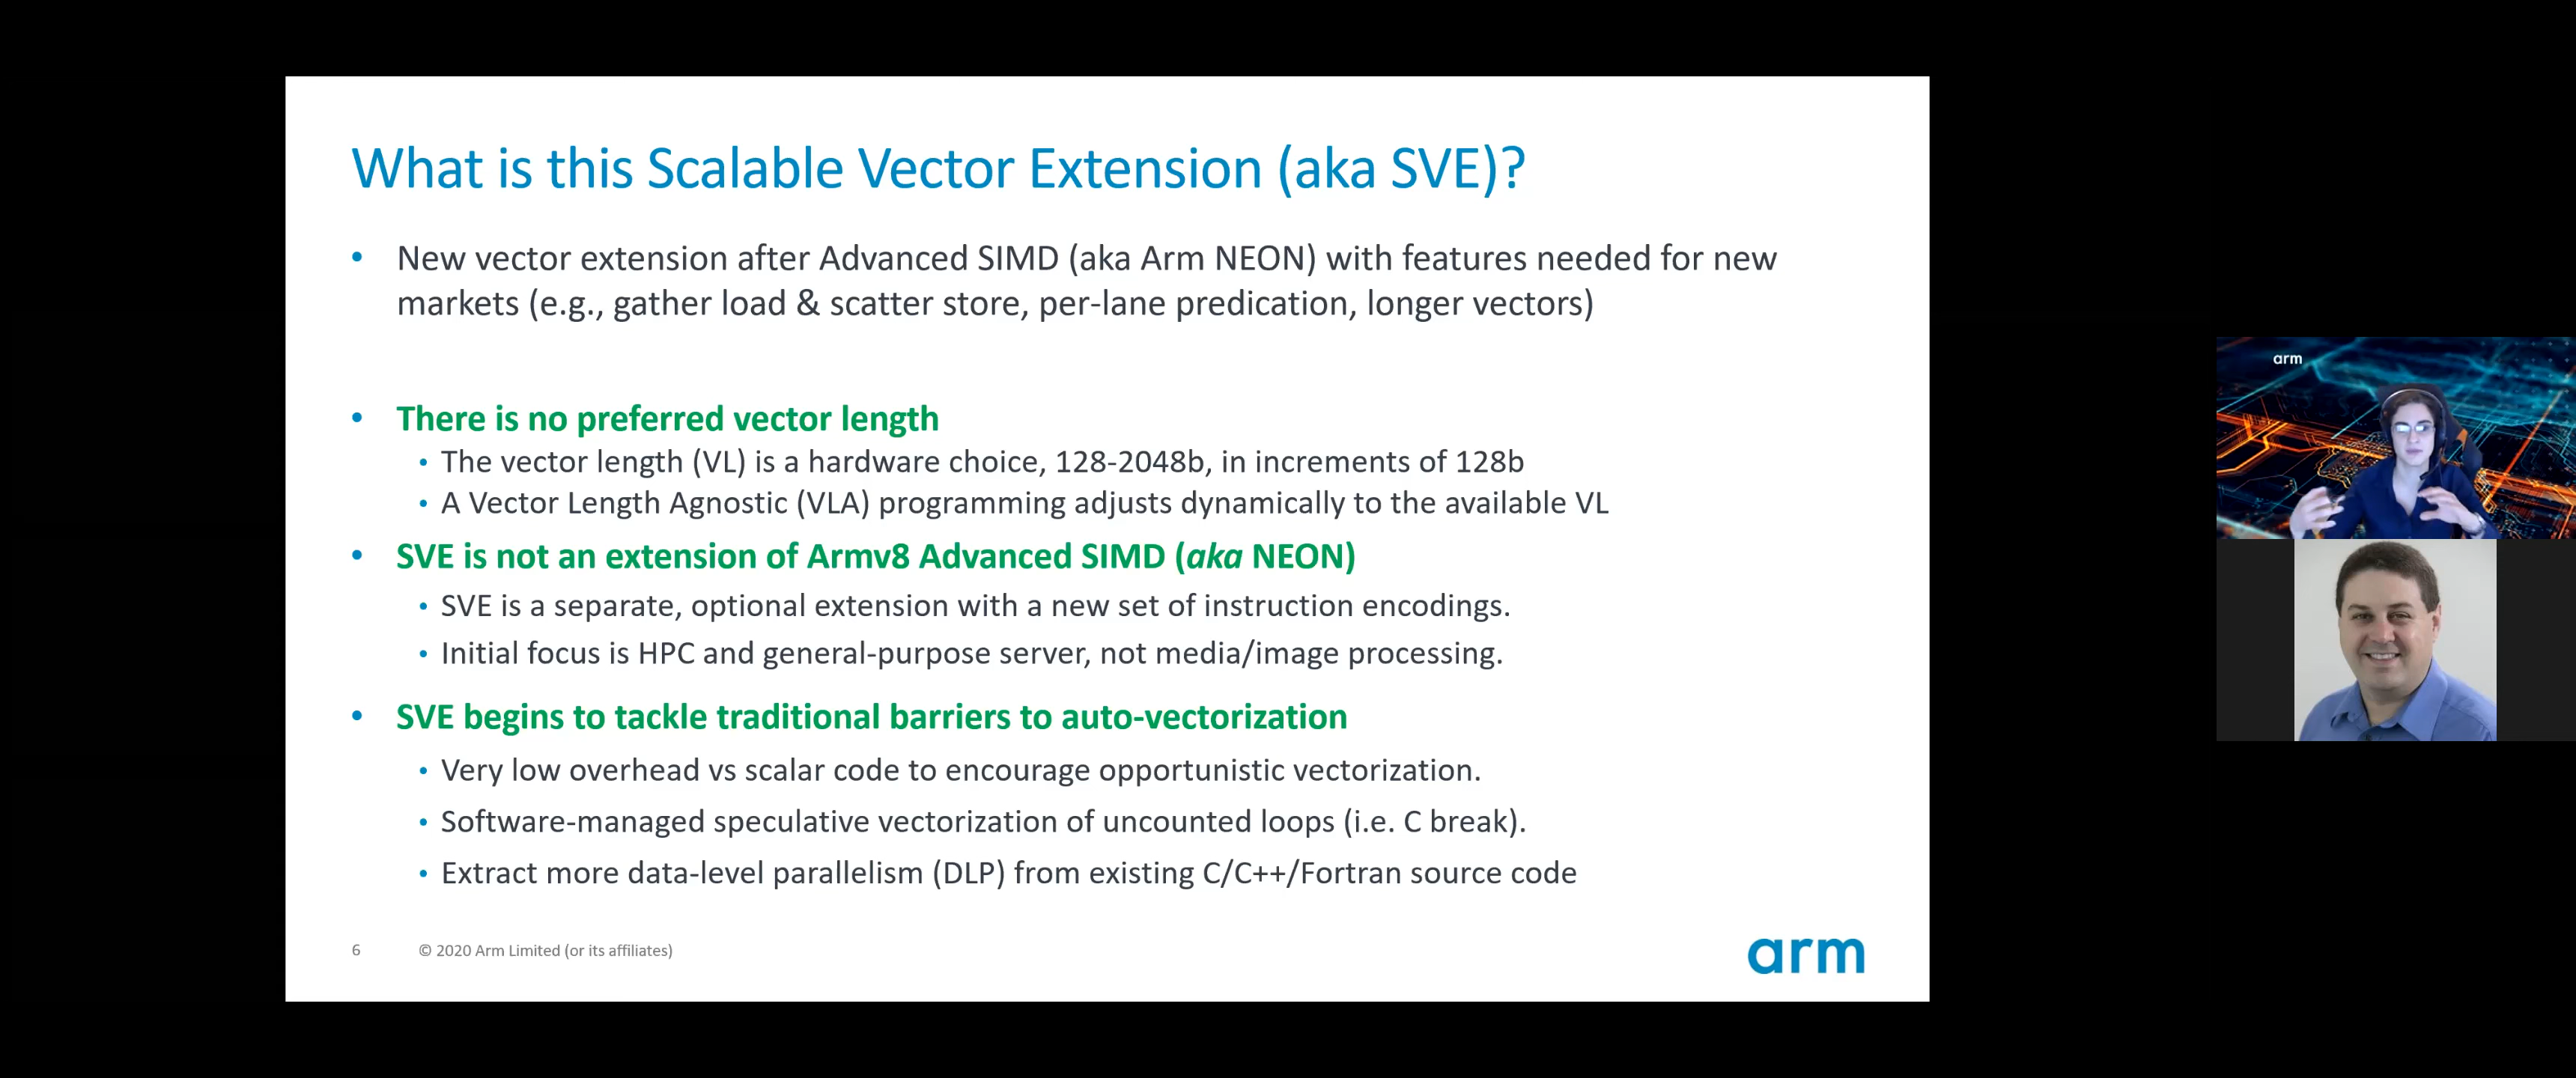 What is this Scalable Vector Extension (aka SVE)?
• New vector extension after Advanced SIMD (aka Arm NEON) with features needed for new
markets (e.g., gather load & scatter store, per-lane predication, longer vectors)
• There is no preferred vector length
• The vector length (VL) is a hardware choice, 128-2048b, in increments of 128b
• A Vector Length Agnostic (VLA) programming adjusts dynamically to the available VL
• SVE is not an extension of Armv8 Advanced SIMD (aka NEON)
• SVE is a separate, optional extension with a new set of instruction encodings.
• Initial focus is HPC and general-purpose server, not media/image processing.
• SVE begins to tackle traditional barriers to auto-vectorization
• Very low overhead vs scalar code to encourage opportunistic vectorization.
• Software-managed speculative vectorization of uncounted loops (i.e. C break).
• Extract more data-level parallelism (DLP) from existing C/C++/Fortran source code
6 © 2020 Arm Limited (or its affiliates)
arm
arm